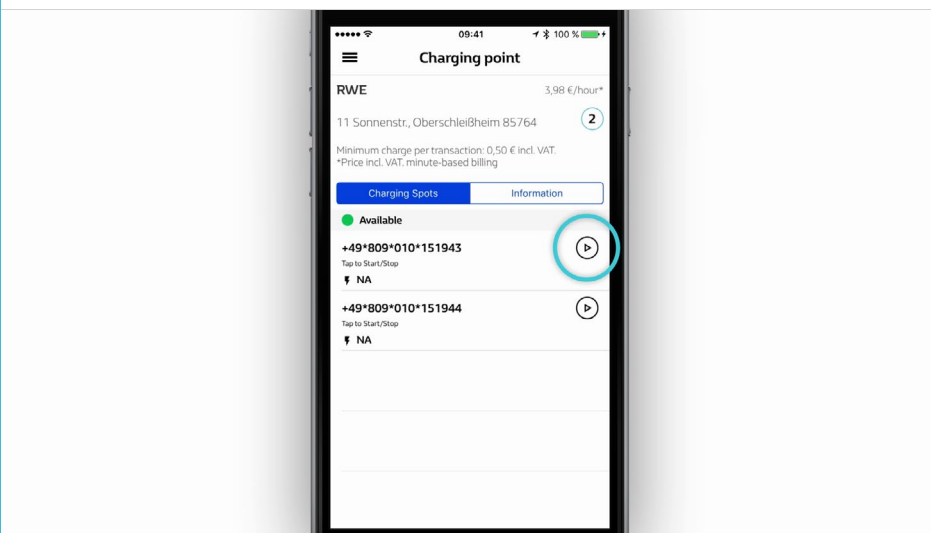 09:41 100 %
Charging point
RWE 3,98 €/hour*
11 Sonnenstr., Oberschleißheim 85764 2
Minimum charge per transaction: 0,50 € incl. VAT.
*Price incl. VAT. minute-based billing
Charging Spots Information
Available
+49*809*010*151943
Tap to Start/Stop
NA
+49*809*010*151944
Tap to Start/Stop
NA